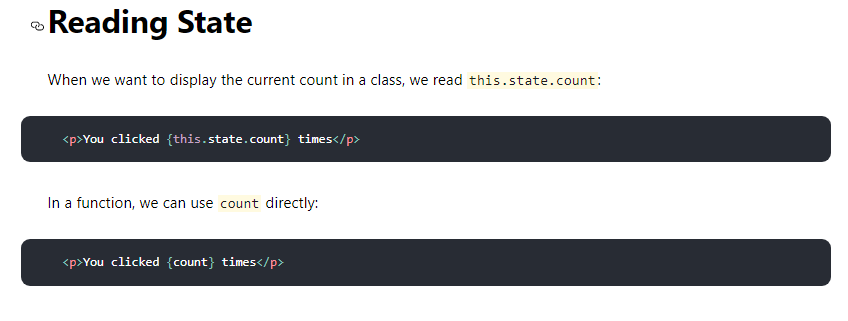 Reading State
When we want to display the current count in a class, we read this.state.count:
<p>You clicked {this.state.count} times</p>
In a function, we can use count directly:
<p>You clicked {count} times</p>